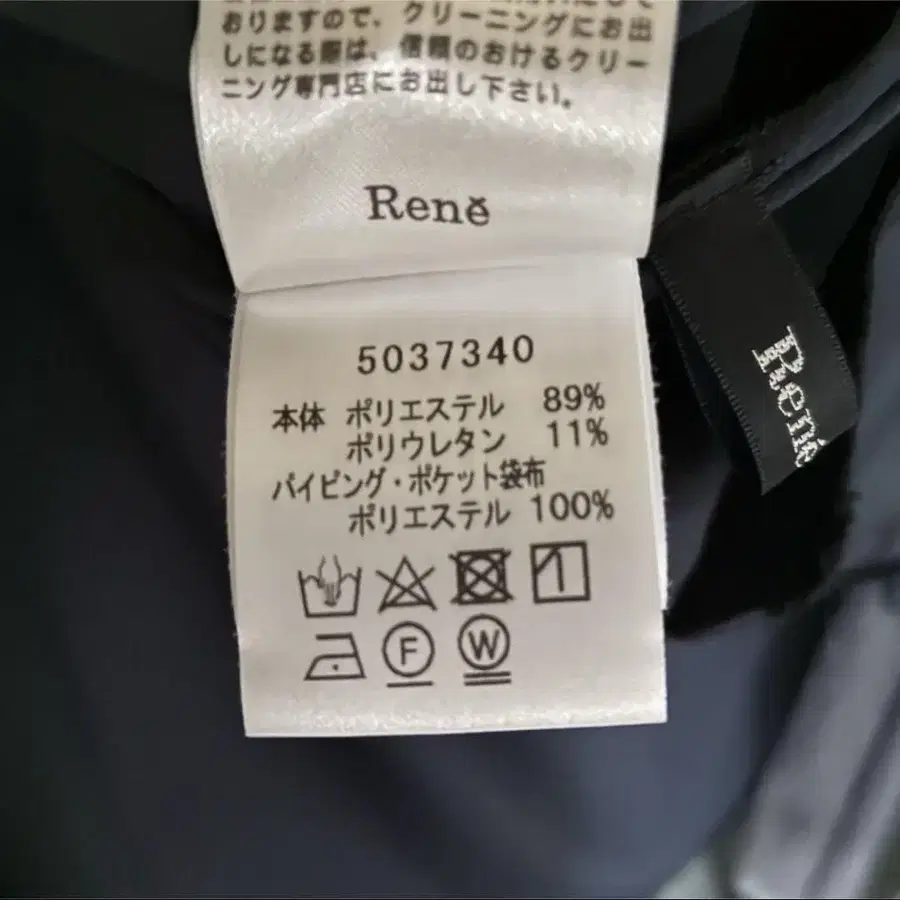 おりますので、クリーニングにお出
しになる際は、信頼のおけるクリー
ニング専門店にお出し下さい。
Reně
5037340
本体 ポリエステル 89%
ポリウレタン 11%
パイピング・ポケット袋布
ポリエステル 100%
F W
René